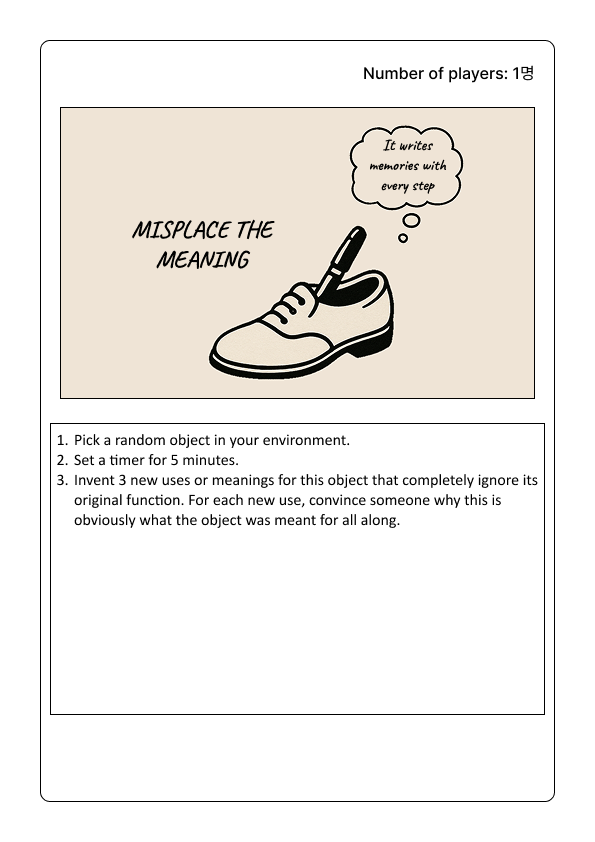 Number of players: 1명
It writes
memories with
every step
MISPLACE THE
MEANING
1. Pick a random object in your environment.
2. Set a timer for 5 minutes.
3. Invent 3 new uses or meanings for this object that completely ignore its
original function. For each new use, convince someone why this is
obviously what the object was meant for all along.